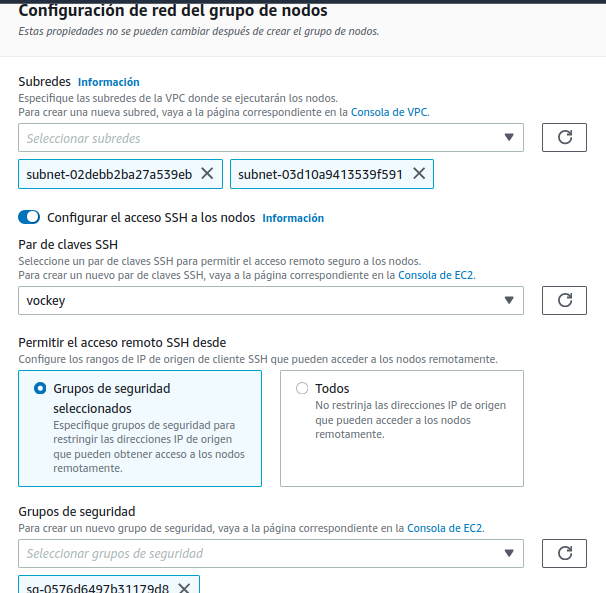 Configuración de red del grupo de nodos
Estas propiedades no se pueden cambiar después de crear el grupo de nodos.
Subredes Información
Especifique las subredes de la VPC donde se ejecutarán los nodos.
Para crear una nueva subred, vaya a la página correspondiente en la Consola de VPC.
Seleccionar subredes
subnet-02debb2ba27a539eb
subnet-03d10a9413539f591
Configurar el acceso SSH a los nodos Información
Par de claves SSH
Seleccione un par de claves SSH para permitir el acceso remoto seguro a los nodos.
Para crear un nuevo par de claves SSH, vaya a la página correspondiente en la Consola de EC2.
vockey
Permitir el acceso remoto SSH desde
Configure los rangos de IP de origen de cliente SSH que pueden acceder a los nodos remotamente.
Grupos de seguridad
seleccionados
Especifique grupos de seguridad para
restringir las direcciones IP de origen
que pueden obtener acceso a los nodos
remotamente.
Todos
No restrinja las direcciones IP de origen
que pueden acceder a los nodos
remotamente.
Grupos de seguridad
Para crear un nuevo grupo de seguridad, vaya a la página correspondiente en la Consola de EC2.
Seleccionar grupos de seguridad
sg-0576d6497b31179d8